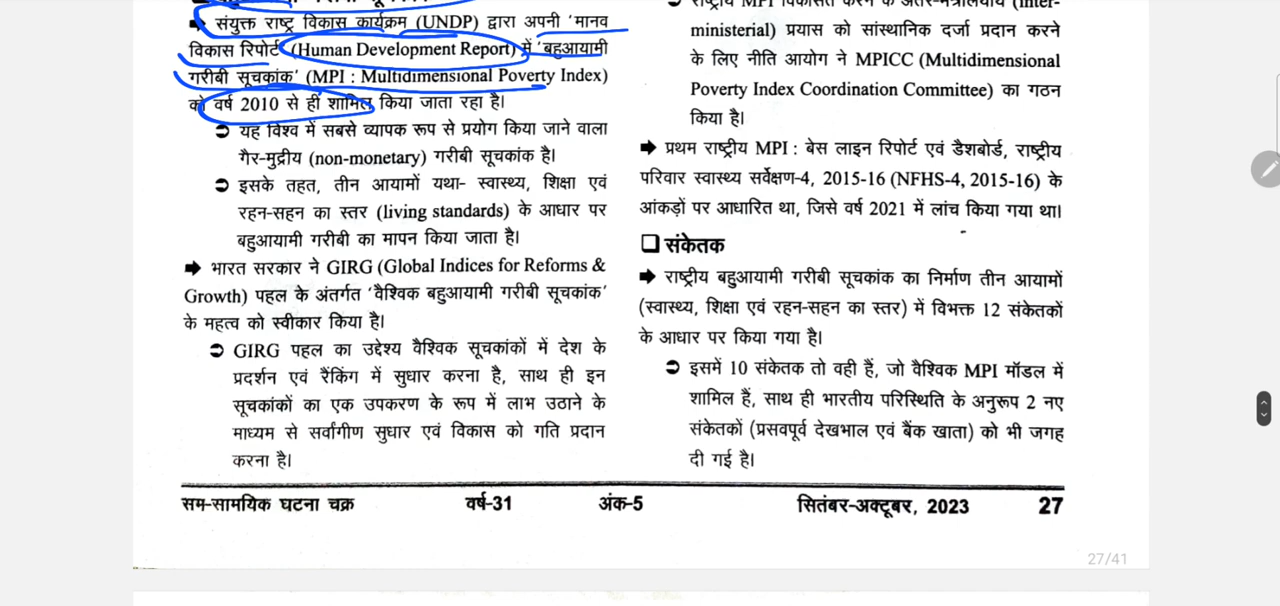 ➡ संयुक्त राष्ट्र विकास कार्यक्रम (UNDP) द्वारा अपनी 'मानव
विकास रिपोर्ट' (Human Development Report) में 'बहुआयामी
गरीबी सूचकांक' (MPI : Multidimensional Poverty Index)
को वर्ष 2010 से ही शामिल किया जाता रहा है।
➲ यह विश्व में सबसे व्यापक रूप से प्रयोग किया जाने वाला
गैर-मुद्रीय (non-monetary) गरीबी सूचकांक है।
➲ इसके तहत, तीन आयामों यथा- स्वास्थ्य, शिक्षा एवं
रहन-सहन का स्तर (living standards) के आधार पर
बहुआयामी गरीबी का मापन किया जाता है।
➡ भारत सरकार ने GIRG (Global Indices for Reforms &
Growth) पहल के अंतर्गत 'वैश्विक बहुआयामी गरीबी सूचकांक'
के महत्व को स्वीकार किया है।
➲ GIRG पहल का उद्देश्य वैश्विक सूचकांकों में देश के
प्रदर्शन एवं रैंकिंग में सुधार करना है, साथ ही इन
सूचकांकों का एक उपकरण के रूप में लाभ उठाने के
माध्यम से सर्वांगीण सुधार एवं विकास को गति प्रदान
करना है।
➲ राष्ट्रीय MPI विकसित करने के अंतर-मंत्रालयीय (inter-
ministerial) प्रयास को सांस्थानिक दर्जा प्रदान करने
के लिए नीति आयोग ने MPICC (Multidimensional
Poverty Index Coordination Committee) का गठन
किया है।
➡ प्रथम राष्ट्रीय MPI : बेस लाइन रिपोर्ट एवं डैशबोर्ड, राष्ट्रीय
परिवार स्वास्थ्य सर्वेक्षण-4, 2015-16 (NFHS-4, 2015-16) के
आंकड़ों पर आधारित था, जिसे वर्ष 2021 में लांच किया गया था।
❑ संकेतक
➡ राष्ट्रीय बहुआयामी गरीबी सूचकांक का निर्माण तीन आयामों
(स्वास्थ्य, शिक्षा एवं रहन-सहन का स्तर) में विभक्त 12 संकेतकों
के आधार पर किया गया है।
➲ इसमें 10 संकेतक तो वही हैं, जो वैश्विक MPI मॉडल में
शामिल हैं, साथ ही भारतीय परिस्थिति के अनुरूप 2 नए
संकेतकों (प्रसवपूर्व देखभाल एवं बैंक खाता) को भी जगह
दी गई है।
सम-सामयिक घटना चक्र वर्ष-31 अंक-5 सितंबर-अक्टूबर, 2023 27
27/41